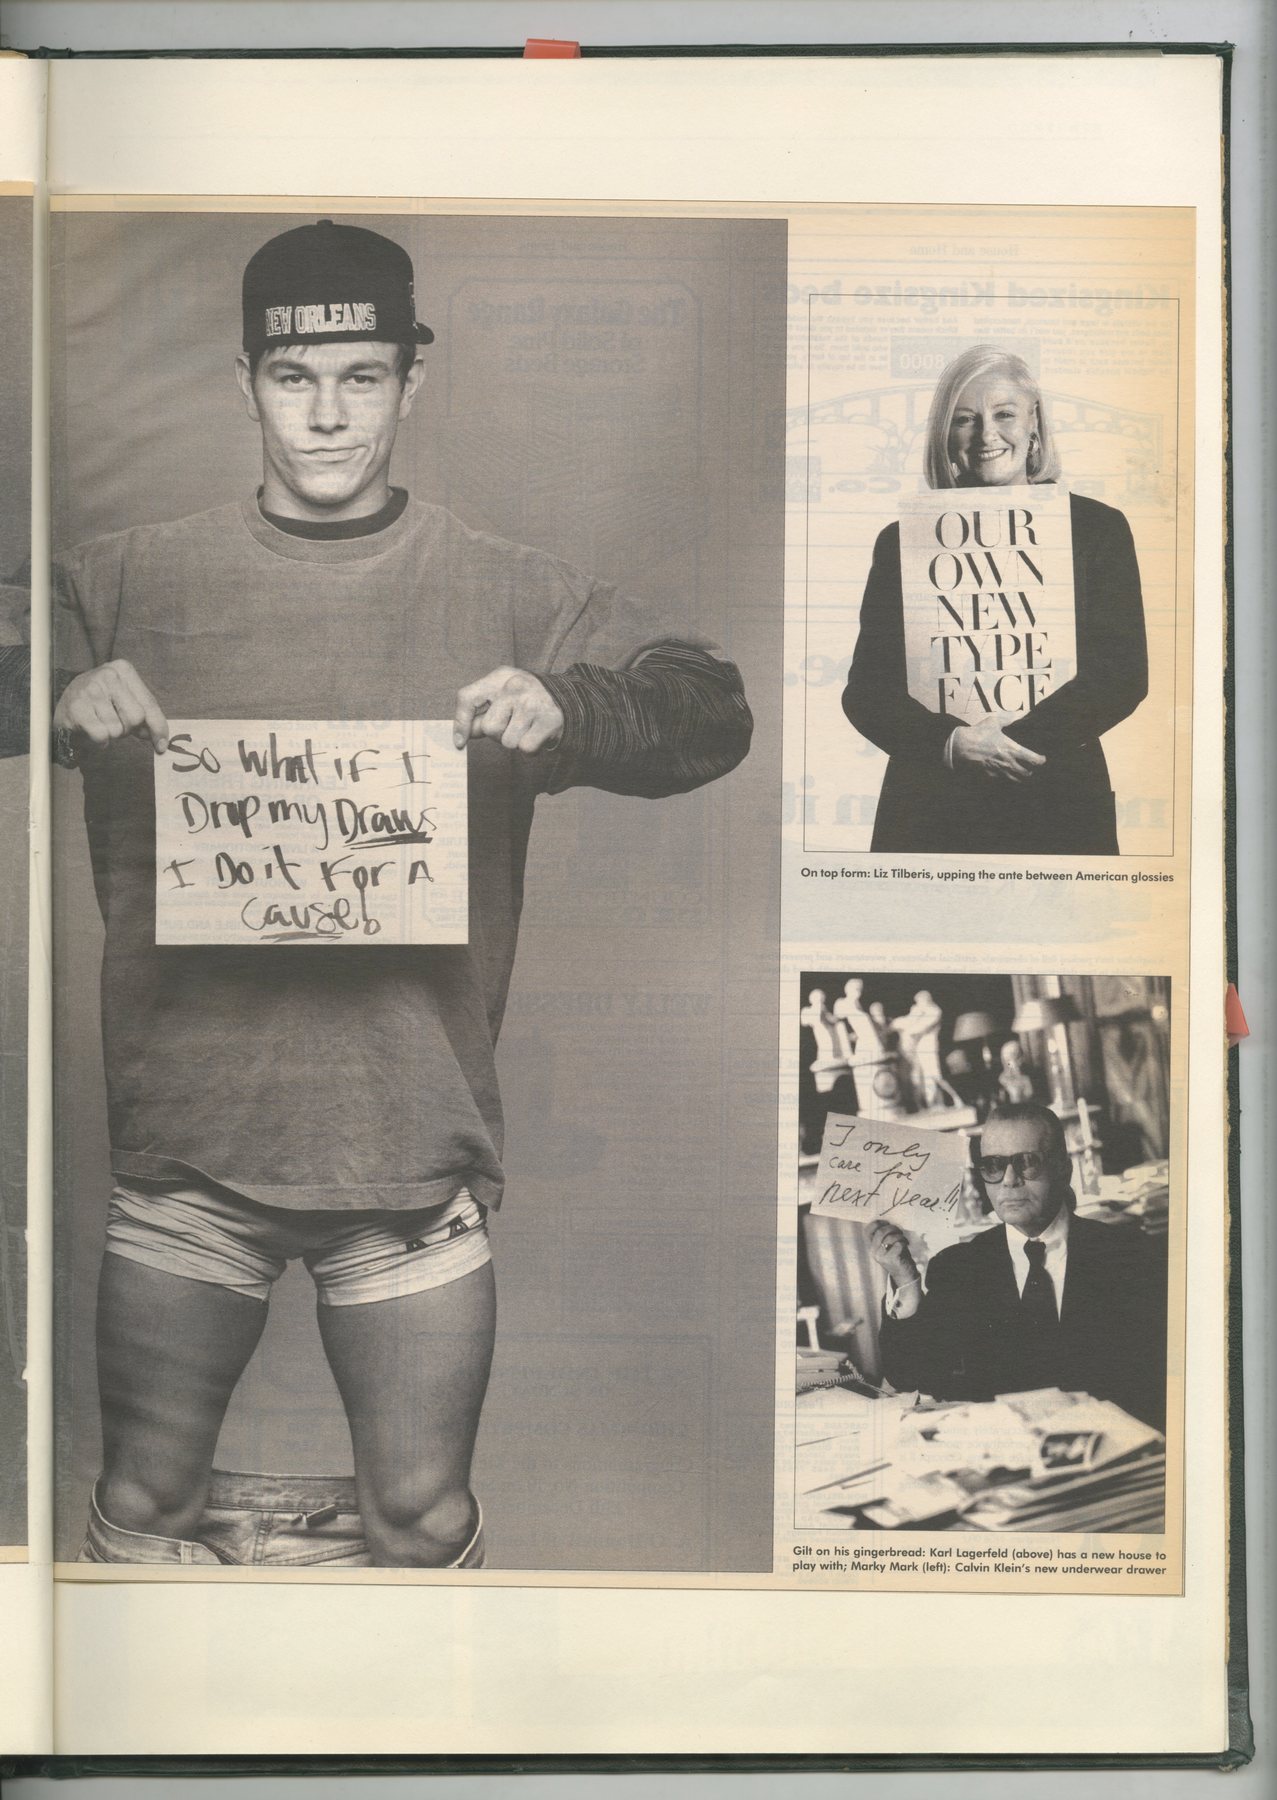 NEW ORLEANS
So What iF I
Drop my Draws
I Do it For A
Cause!
OUR
OWN
NEW
TYPE
FACE
On top form: Liz Tilberis, upping the ante between American glossies
I only
care for
next year!!!
Gilt on his gingerbread: Karl Lagerfeld (above) has a new house to
play with; Marky Mark (left): Calvin Klein's new underwear drawer